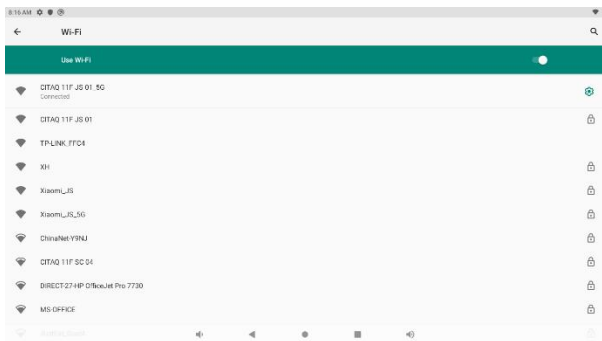 8:16 AM
Wi-Fi
Use Wi-Fi
CITAQ 11F JS 01_5G
Connected
CITAQ 11F JS 01
TP-LINK_FFC4
XH
Xiaomi_JS
Xiaomi_JS_5G
ChinaNet-Y9NJ
CITAQ 11F SC 04
DIRECT-27-HP OfficeJet Pro 7730
MS-OFFICE